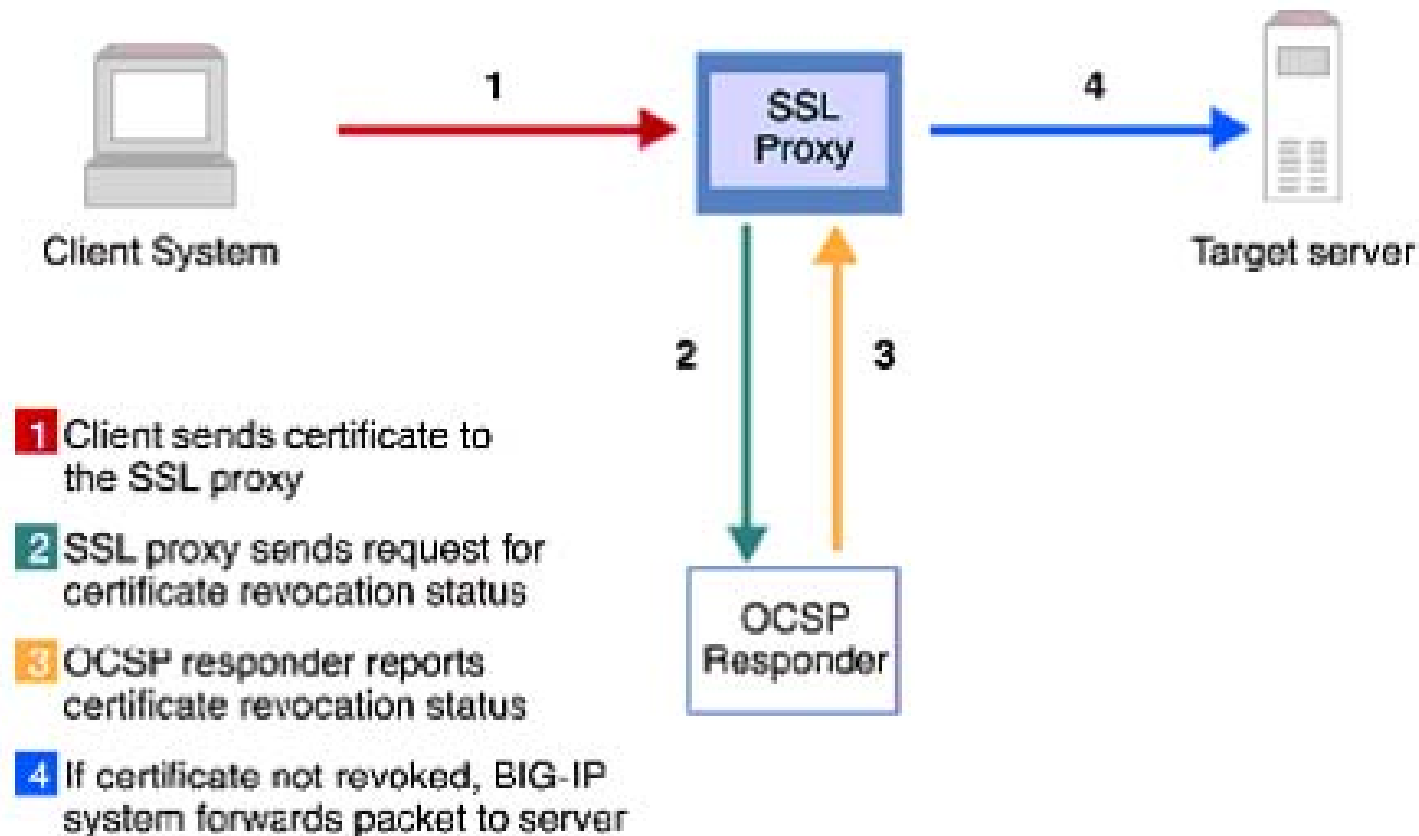 1
4
SSL
Proxy
Client System
Target server
2
3
OCSP
Responder
1 Client sends certificate to
the SSL proxy
2 SSL proxy sends request for
certificate revocation status
3 OCSP responder reports
certificate revocation status
4 If certificate not revoked, BIG-IP
system forwards packet to server